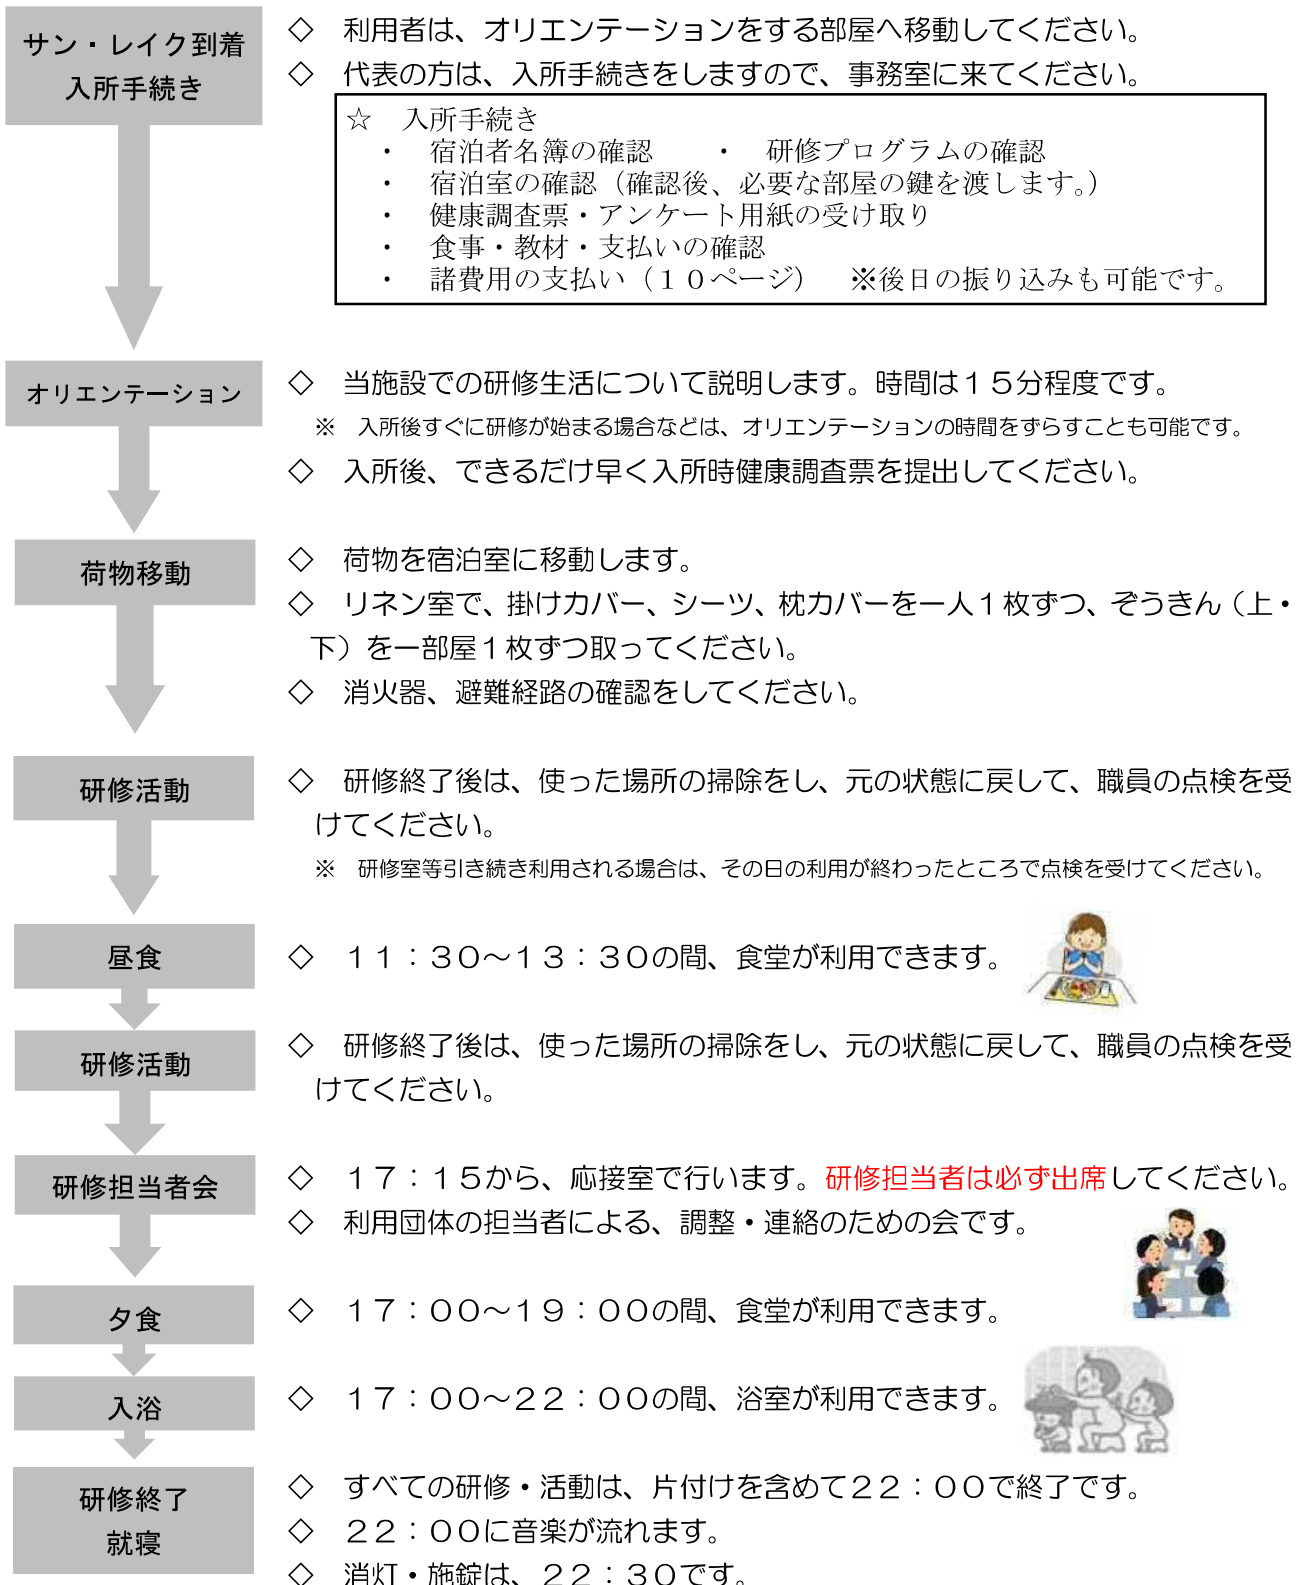 サン・レイク到着
入所手続き
◇　利用者は、オリエンテーションをする部屋へ移動してください。
◇　代表の方は、入所手続きをしますので、事務室に来てください。
☆　入所手続き
・　宿泊者名簿の確認　　・　研修プログラムの確認
・　宿泊室の確認（確認後、必要な部屋の鍵を渡します。）
・　健康調査票・アンケート用紙の受け取り
・　食事・教材・支払いの確認
・　諸費用の支払い（１０ページ）　※後日の振り込みも可能です。
オリエンテーション
◇　当施設での研修生活について説明します。時間は１５分程度です。
※　入所後すぐに研修が始まる場合などは、オリエンテーションの時間をずらすことも可能です。
◇　入所後、できるだけ早く入所時健康調査票を提出してください。
荷物移動
◇　荷物を宿泊室に移動します。
◇　リネン室で、掛けカバー、シーツ、枕カバーを一人１枚ずつ、ぞうきん（上・
下）を一部屋１枚ずつ取ってください。
◇　消火器、避難経路の確認をしてください。
研修活動
◇　研修終了後は、使った場所の掃除をし、元の状態に戻して、職員の点検を受
けてください。
※　研修室等引き続き利用される場合は、その日の利用が終わったところで点検を受けてください。
昼食
◇　１１：３０～１３：３０の間、食堂が利用できます。
研修活動
◇　研修終了後は、使った場所の掃除をし、元の状態に戻して、職員の点検を受
けてください。
研修担当者会
◇　１７：１５から、応接室で行います。研修担当者は必ず出席してください。
◇　利用団体の担当者による、調整・連絡のための会です。
夕食
◇　１７：００～１９：００の間、食堂が利用できます。
入浴
◇　１７：００～２２：００の間、浴室が利用できます。
研修終了
就寝
◇　すべての研修・活動は、片付けを含めて２２：００で終了です。
◇　２２：００に音楽が流れます。
◇　消灯・施錠は、２２：３０です。